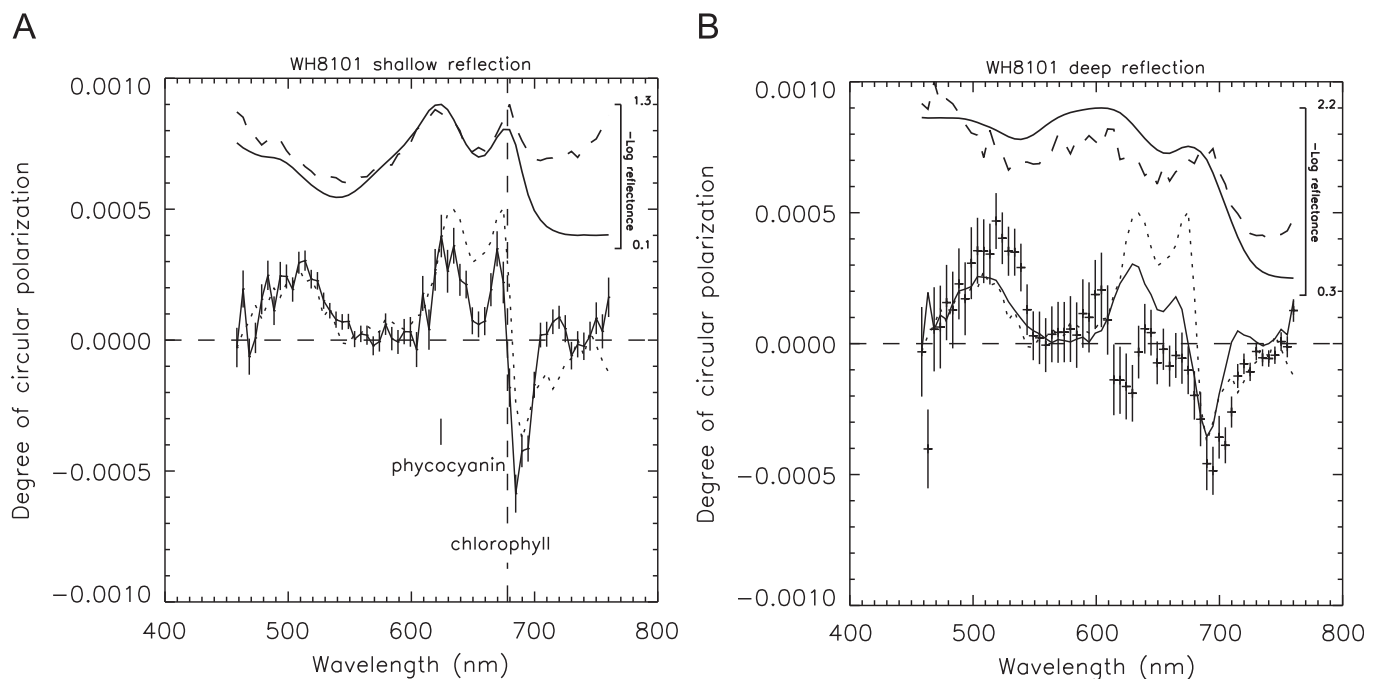 A
B
WH8101 shallow reflection
WH8101 deep reflection
Degree of circular polarization
0.0010
0.0005
0.0000
−0.0005
−0.0010
1.3
−Log reflectance
0.1
phycocyanin
chlorophyll
400
500
600
700
800
Wavelength (nm)
Degree of circular polarization
0.0010
0.0005
0.0000
−0.0005
−0.0010
2.2
−Log reflectance
0.3
400
500
600
700
800
Wavelength (nm)